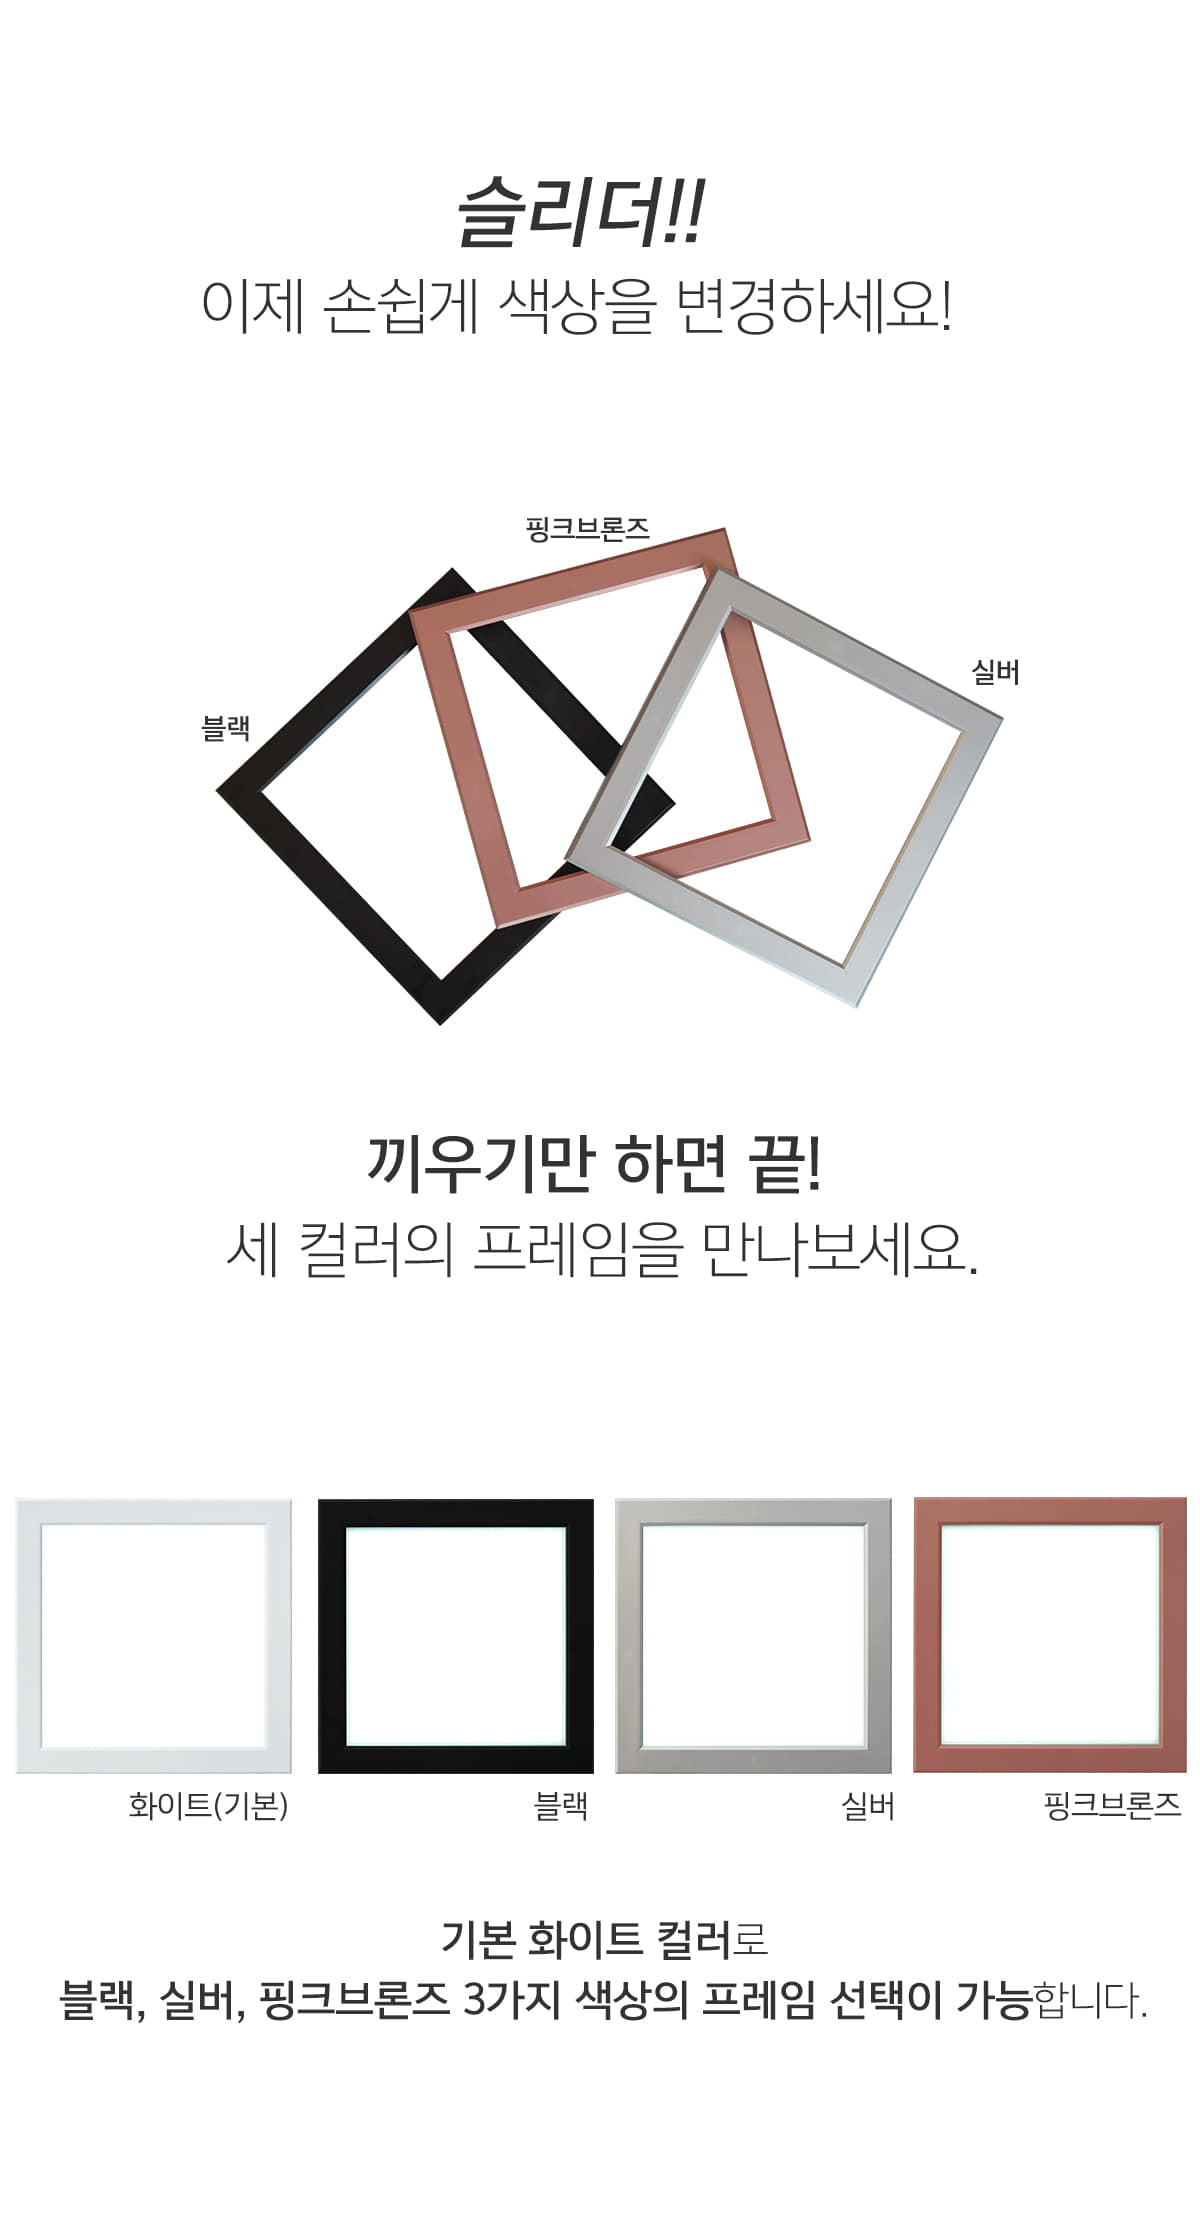 슬리더!!
이제 손쉽게 색상을 변경하세요!
핑크브론즈
실버
블랙
끼우기만 하면 끝!
세 컬러의 프레임을 만나보세요.
화이트(기본)
블랙
실버
핑크브론즈
기본 화이트 컬러로
블랙, 실버, 핑크브론즈 3가지 색상의 프레임 선택이 가능합니다.